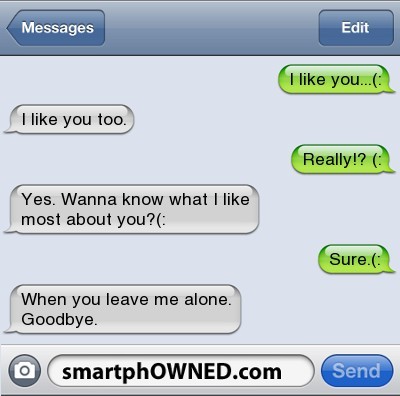 Messages
Edit
I like you...(:
I like you too.
Really!? (:
Yes. Wanna know what I like
most about you?(:
Sure.(:
When you leave me alone.
Goodbye.
smartphOWNED.com
Send